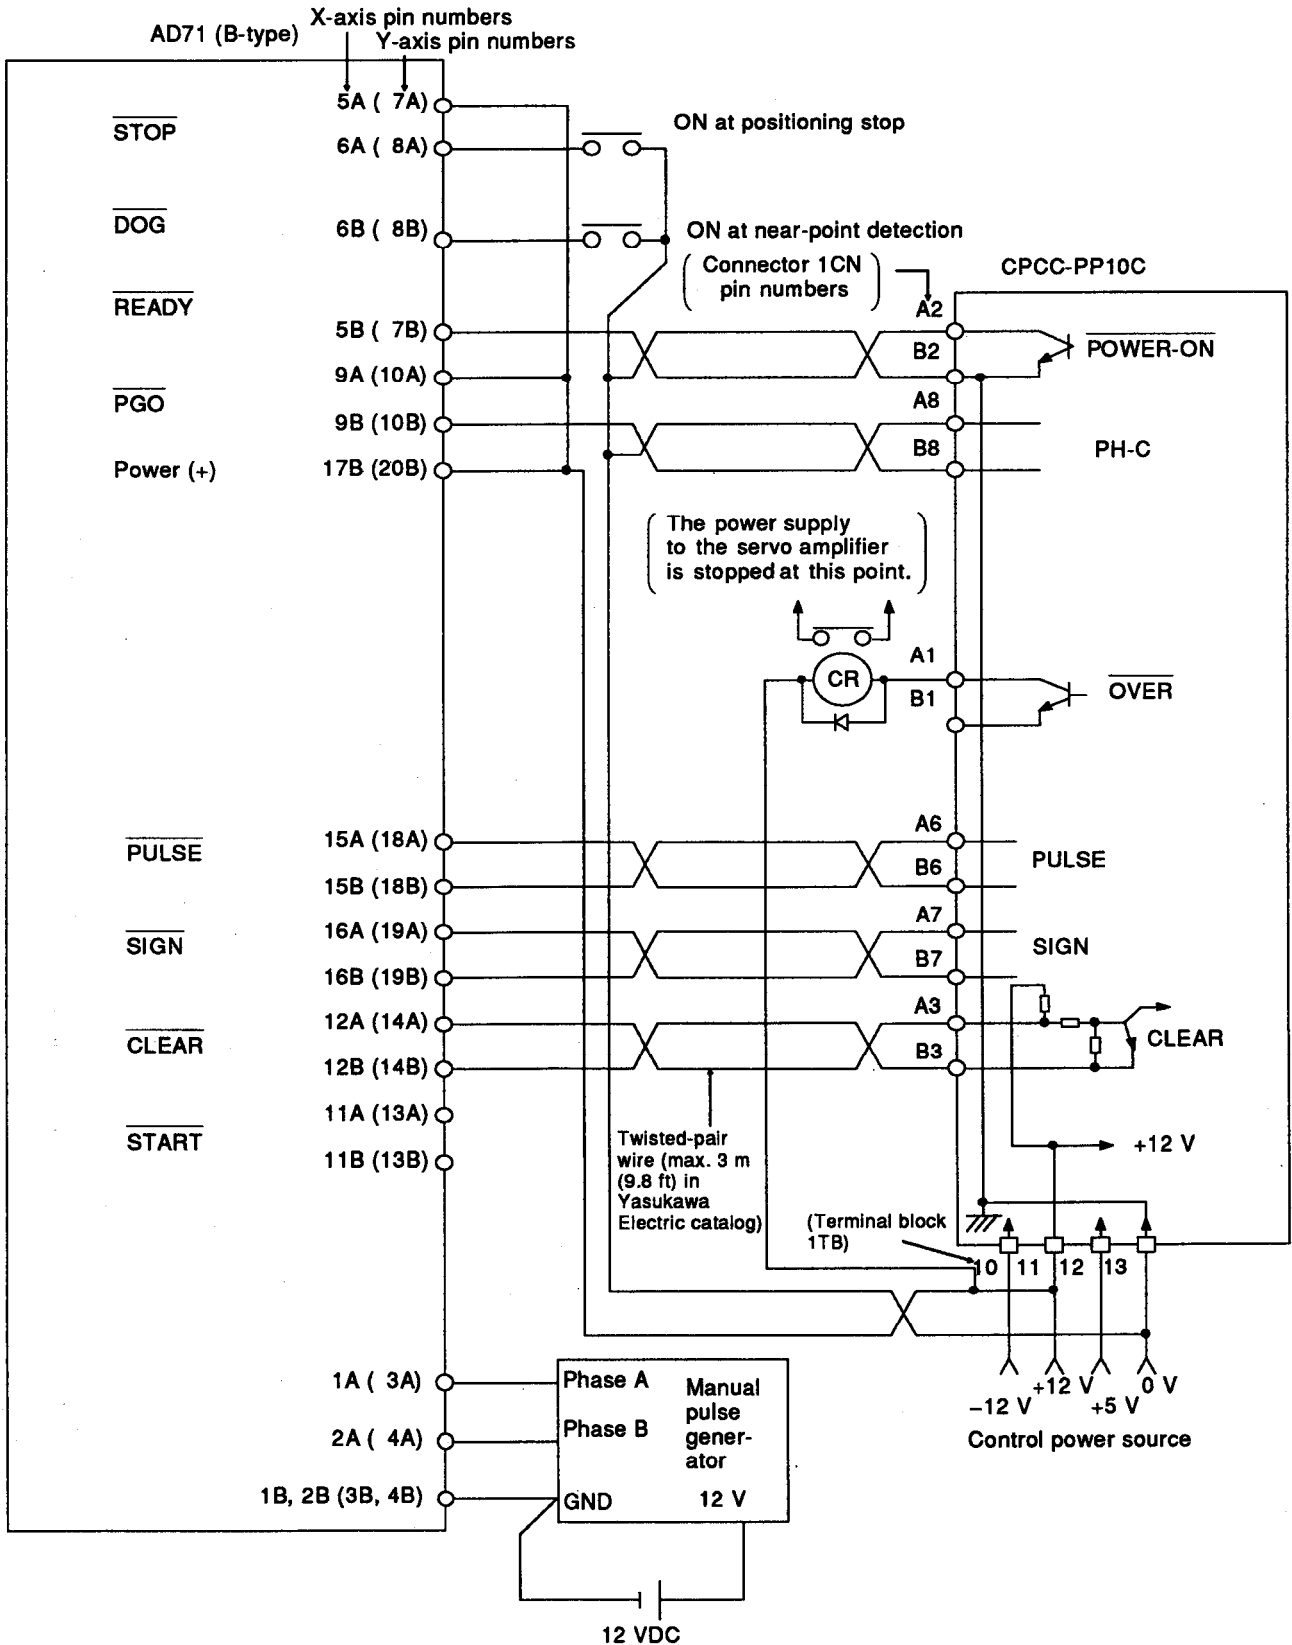 X-axis pin numbers
AD71 (B-type)
Y-axis pin numbers
5A ( 7A)
STOP
ON at positioning stop
6A ( 8A)
DOG
6B ( 8B)
ON at near-point detection
Connector 1CN
pin numbers
CPCC-PP10C
READY
A2
5B ( 7B)
B2
POWER-ON
9A (10A)
PGO
A8
9B (10B)
B8
PH-C
Power (+)
17B (20B)
The power supply
to the servo amplifier
is stopped at this point.
A1
CR
B1
OVER
A6
15A (18A)
PULSE
PULSE
B6
15B (18B)
A7
16A (19A)
SIGN
SIGN
B7
16B (19B)
A3
12A (14A)
CLEAR
CLEAR
B3
12B (14B)
11A (13A)
START
11B (13B)
Twisted-pair
wire (max. 3 m
(9.8 ft) in
Yasukawa
Electric catalog)
+12 V
(Terminal block
1TB)
10 11 12 13
1A ( 3A)
Phase A
2A ( 4A)
Phase B
Manual
pulse
gener-
ator
1B, 2B (3B, 4B)
GND
12 V
-12 V
+12 V
+5 V
0 V
Control power source
12 VDC